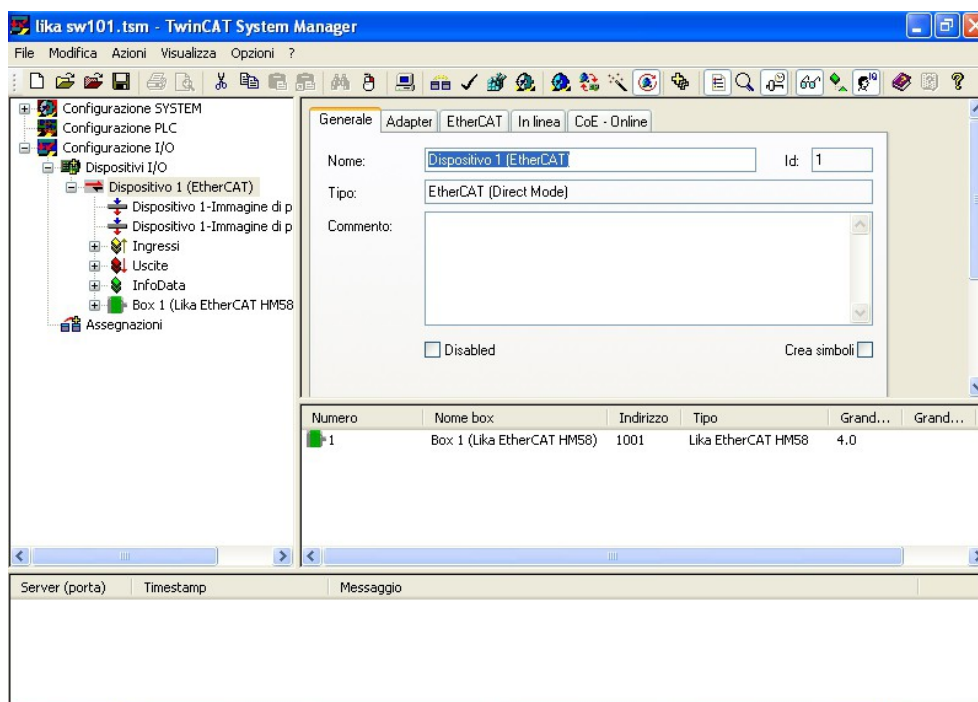 lika sw101.tsm - TwinCAT System Manager
File Modifica Azioni Visualizza Opzioni ?
Configurazione SYSTEM
Configurazione PLC
Configurazione I/O
Dispositivi I/O
Dispositivo 1 (EtherCAT)
Dispositivo 1-Immagine di p
Dispositivo 1-Immagine di p
Ingressi
Uscite
InfoData
Box 1 (Lika EtherCAT HM58
Assegnazioni
Generale Adapter EtherCAT In linea CoE - Online
Nome: Dispositivo 1 (EtherCAT) Id: 1
Tipo: EtherCAT (Direct Mode)
Commento:
Disabled Crea simboli
Numero Nome box Indirizzo Tipo Grand... Grand...
1 Box 1 (Lika EtherCAT HM58) 1001 Lika EtherCAT HM58 4.0
Server (porta) Timestamp Messaggio